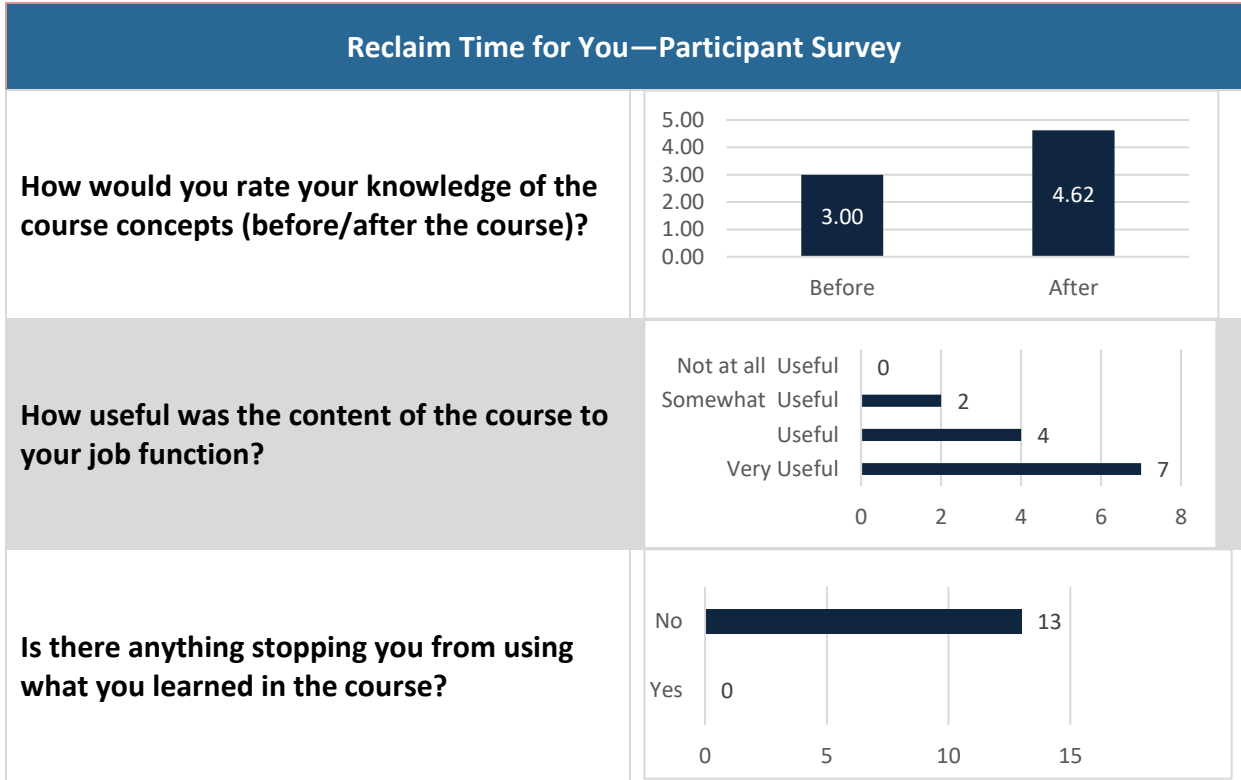 Reclaim Time for You—Participant Survey
How would you rate your knowledge of the
course concepts (before/after the course)?
5.00
4.00
3.00
2.00
1.00
0.00
3.00
4.62
Before After
How useful was the content of the course to
your job function?
Not at all Useful 0
Somewhat Useful 2
Useful 4
Very Useful 7
0 2 4 6 8
Is there anything stopping you from using
what you learned in the course?
No 13
Yes 0
0 5 10 15